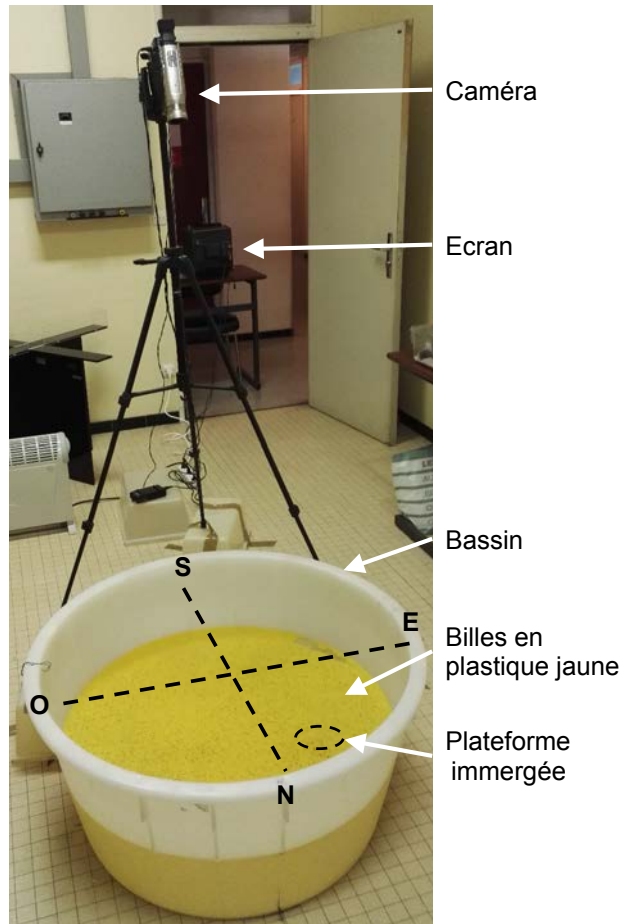 Caméra
Ecran
Bassin
S
E
Billes en
plastique jaune
O
Plateforme
immergée
N